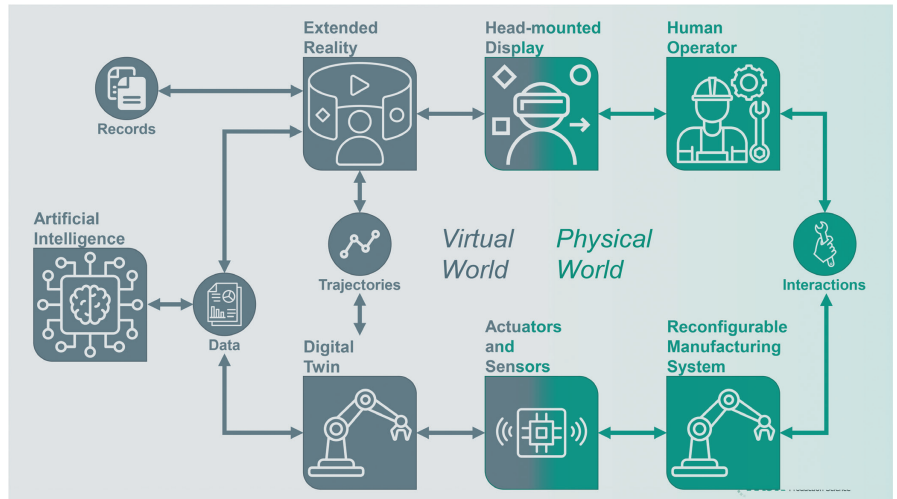 Extended
Reality
Head-mounted
Display
Human
Operator
Records
Artificial
Intelligence
Trajectories
Virtual
World
Physical
World
Interactions
Data
Digital
Twin
Actuators
and
Sensors
Reconfigurable
Manufacturing
System